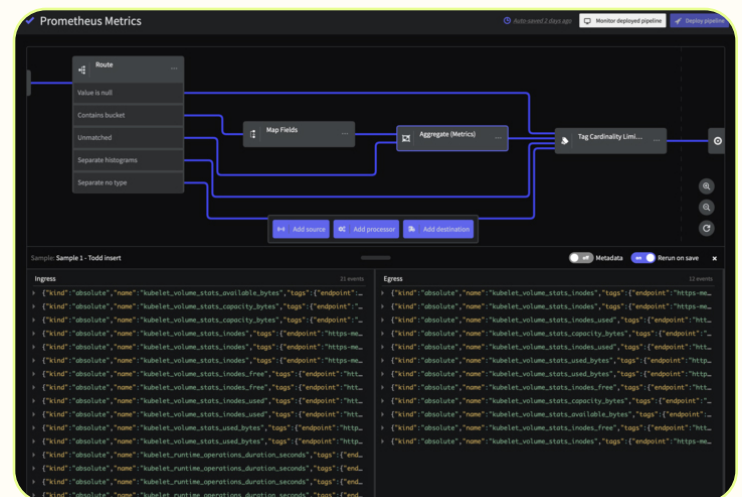 Prometheus Metrics
Auto-saved 2 days ago
Monitor deployed pipeline
Deploy pipeline
Route
Value is null
Contains bucket
Unmatched
Separate histograms
Separate no type
Map Fields
Aggregate (Metrics)
Tag Cardinality Limi...
Add source
Add processor
Add destination
Sample: Sample 1 - Todd insert
off
Metadata
on
Rerun on save
Ingress
events
{"kind":"absolute","name":"kubelet_volume_stats_available_bytes","tags":{"endpoint":…
{"kind":"absolute","name":"kubelet_volume_stats_capacity_bytes","tags":{"endpoint":"…
{"kind":"absolute","name":"kubelet_volume_stats_capacity_bytes","tags":{"endpoint":"…
{"kind":"absolute","name":"kubelet_volume_stats_inodes","tags":{"endpoint":"https-me…
{"kind":"absolute","name":"kubelet_volume_stats_inodes","tags":{"endpoint":"https-me…
{"kind":"absolute","name":"kubelet_volume_stats_inodes","tags":{"endpoint":"https-me…
{"kind":"absolute","name":"kubelet_volume_stats_inodes_free","tags":{"endpoint":"htt…
{"kind":"absolute","name":"kubelet_volume_stats_inodes_free","tags":{"endpoint":"htt…
{"kind":"absolute","name":"kubelet_volume_stats_inodes_used","tags":{"endpoint":"htt…
{"kind":"absolute","name":"kubelet_volume_stats_inodes_used","tags":{"endpoint":"htt…
{"kind":"absolute","name":"kubelet_volume_stats_used_bytes","tags":{"endpoint":"http…
{"kind":"absolute","name":"kubelet_volume_stats_used_bytes","tags":{"endpoint":"http…
{"kind":"absolute","name":"kubelet_runtime_operations_duration_seconds","tags":{"end…
{"kind":"absolute","name":"kubelet_runtime_operations_duration_seconds","tags":{"end…
{"kind":"absolute","name":"kubelet_runtime_operations_duration_seconds","tags":{"end…
Egress
12 events
{"kind":"absolute","name":"kubelet_volume_stats_inodes","tags":{"endpoint":"https-me…
{"kind":"absolute","name":"kubelet_volume_stats_inodes","tags":{"endpoint":"https-me…
{"kind":"absolute","name":"kubelet_volume_stats_inodes_used","tags":{"endpoint":"htt…
{"kind":"absolute","name":"kubelet_volume_stats_capacity_bytes","tags":{"endpoint":"…
{"kind":"absolute","name":"kubelet_volume_stats_inodes_used","tags":{"endpoint":"htt…
{"kind":"absolute","name":"kubelet_volume_stats_used_bytes","tags":{"endpoint":"http…
{"kind":"absolute","name":"kubelet_volume_stats_used_bytes","tags":{"endpoint":"http…
{"kind":"absolute","name":"kubelet_volume_stats_inodes_free","tags":{"endpoint":"htt…
{"kind":"absolute","name":"kubelet_volume_stats_capacity_bytes","tags":{"endpoint":"…
{"kind":"absolute","name":"kubelet_volume_stats_available_bytes","tags":{"endpoint":…
{"kind":"absolute","name":"kubelet_volume_stats_inodes_free","tags":{"endpoint":"htt…
{"kind":"absolute","name":"kubelet_volume_stats_inodes","tags":{"endpoint":"https-me…